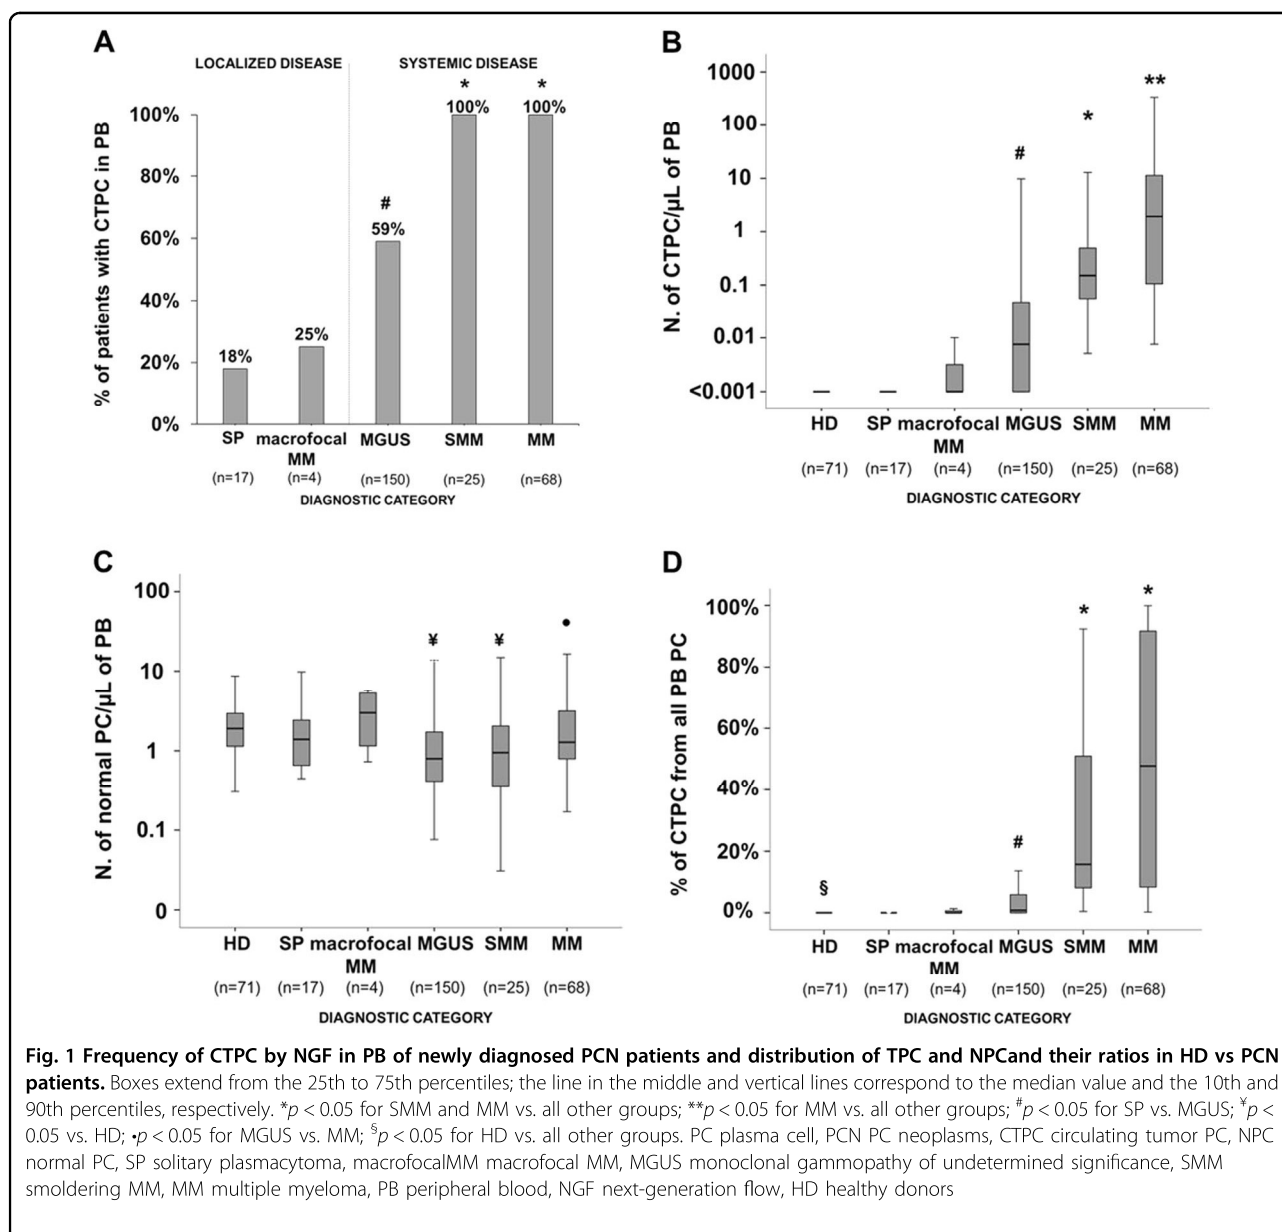 A
LOCALIZED DISEASE SYSTEMIC DISEASE
% of patients with CTPC in PB
100%
80%
60%
40%
20%
0%
18%
25%
#
59%
*
100%
*
100%
SP macrofocal MM MGUS SMM MM
(n=17) (n=4) (n=150) (n=25) (n=68)
DIAGNOSTIC CATEGORY
B
N. of CTPC/µL of PB
1000
100
10
1
0.1
0.01
<0.001
#
*
**
HD SP macrofocal MGUS SMM MM
MM
(n=71) (n=17) (n=4) (n=150) (n=25) (n=68)
DIAGNOSTIC CATEGORY
C
N. of normal PC/µL of PB
100
10
1
0.1
0
¥
¥
•
HD SP macrofocal MGUS SMM MM
MM
(n=71) (n=17) (n=4) (n=150) (n=25) (n=68)
DIAGNOSTIC CATEGORY
D
% of CTPC from all PB PC
100%
80%
60%
40%
20%
0%
§
#
*
*
HD SP macrofocal MGUS SMM MM
MM
(n=71) (n=17) (n=4) (n=150) (n=25) (n=68)
DIAGNOSTIC CATEGORY
Fig. 1 Frequency of CTPC by NGF in PB of newly diagnosed PCN patients and distribution of TPC and NPCand their ratios in HD vs PCN
patients. Boxes extend from the 25th to 75th percentiles; the line in the middle and vertical lines correspond to the median value and the 10th and
90th percentiles, respectively. *p < 0.05 for SMM and MM vs. all other groups; **p < 0.05 for MM vs. all other groups; #p < 0.05 for SP vs. MGUS; ¥p <
0.05 vs. HD; •p < 0.05 for MGUS vs. MM; §p < 0.05 for HD vs. all other groups. PC plasma cell, PCN PC neoplasms, CTPC circulating tumor PC, NPC
normal PC, SP solitary plasmacytoma, macrofocalMM macrofocal MM, MGUS monoclonal gammopathy of undetermined significance, SMM
smoldering MM, MM multiple myeloma, PB peripheral blood, NGF next-generation flow, HD healthy donors